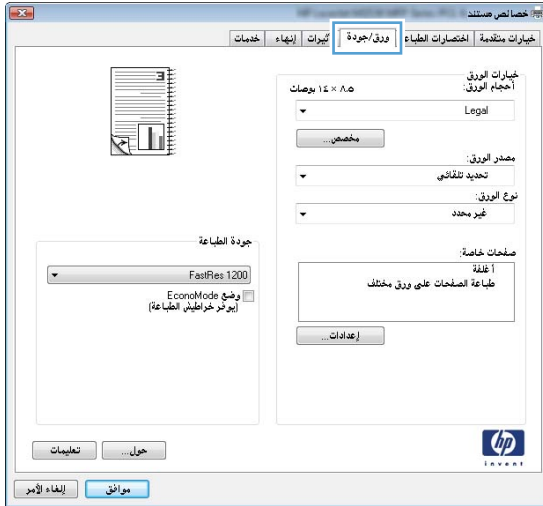 خصائص مستند
خيارات متقدمة
اختصارات الطباعة
ورق/جودة
تأثيرات
إنهاء
خدمات
خيارات الورق
أحجام الورق:
٨.٥ × ١٤ بوصات
Legal
مخصص...
مصدر الورق:
تحديد تلقائي
نوع الورق:
غير محدد
صفحات خاصة:
أغلفة
طباعة الصفحات على ورق مختلف
إعدادات...
جودة الطباعة
FastRes 1200
وضع EconoMode
(يوفر خراطيش الطباعة)
3
hp
invent
حول...
تعليمات
موافق
إلغاء الأمر